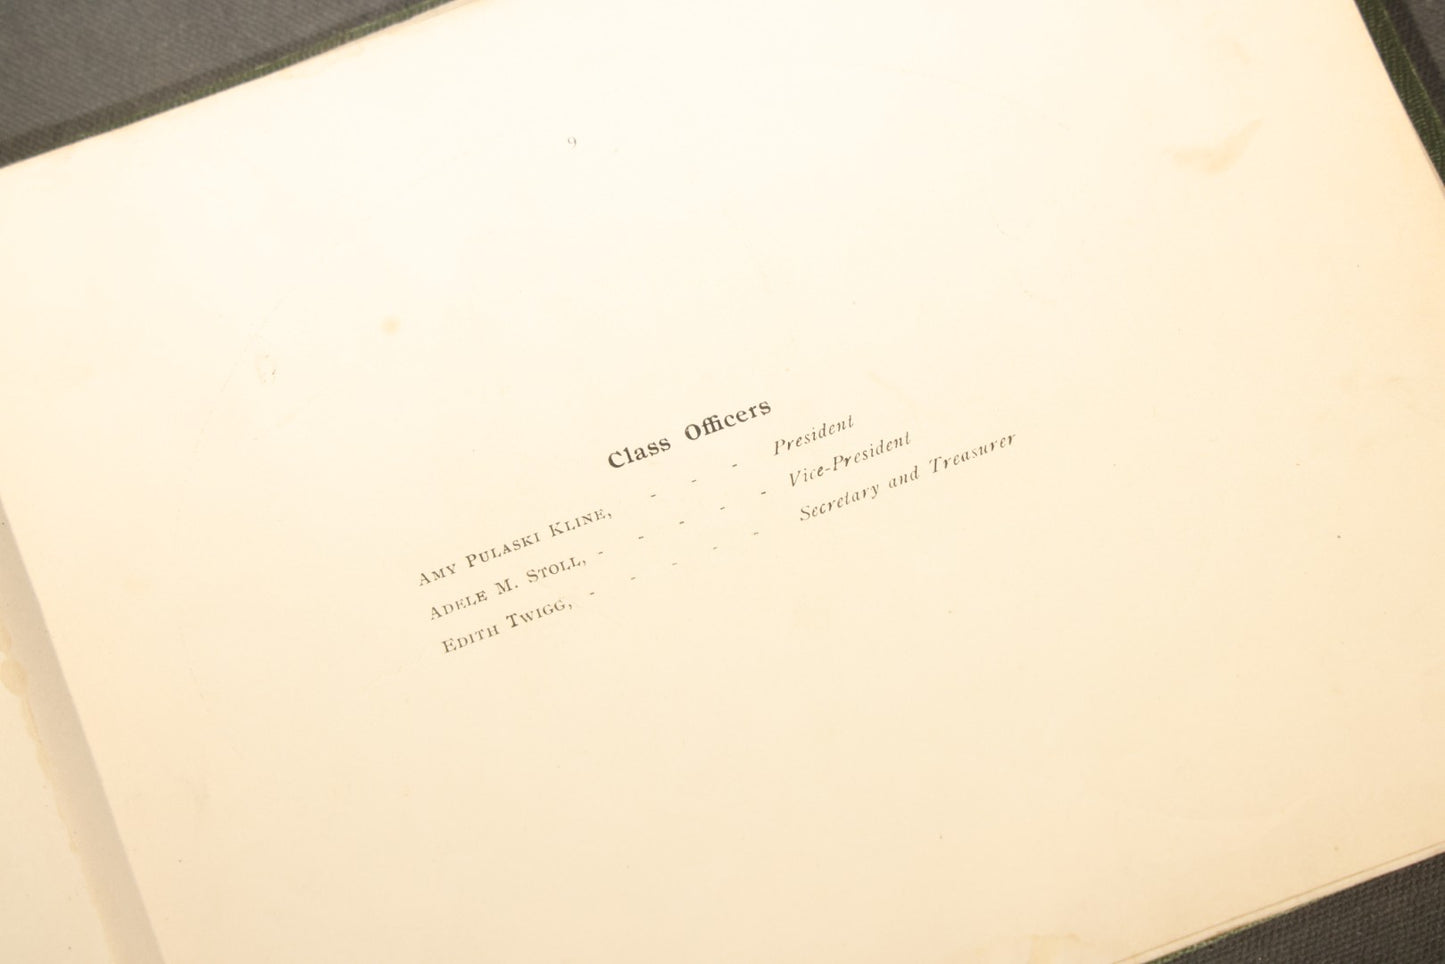 9
Class Officers
Amy Pulaski Kline, - - - President
Adele M. Stoll, - - - - - Vice-President
Edith Twigg, - - - - - Secretary and Treasurer